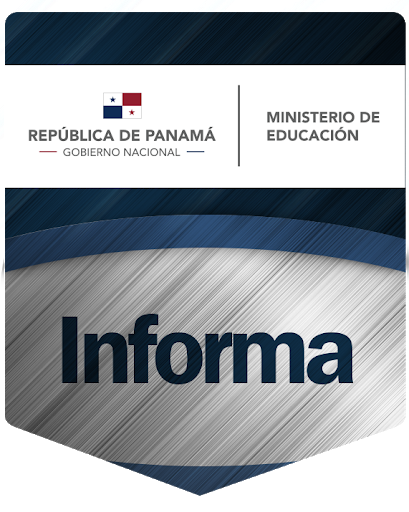 REPÚBLICA DE PANAMÁ
GOBIERNO NACIONAL
MINISTERIO DE
EDUCACIÓN
Informa